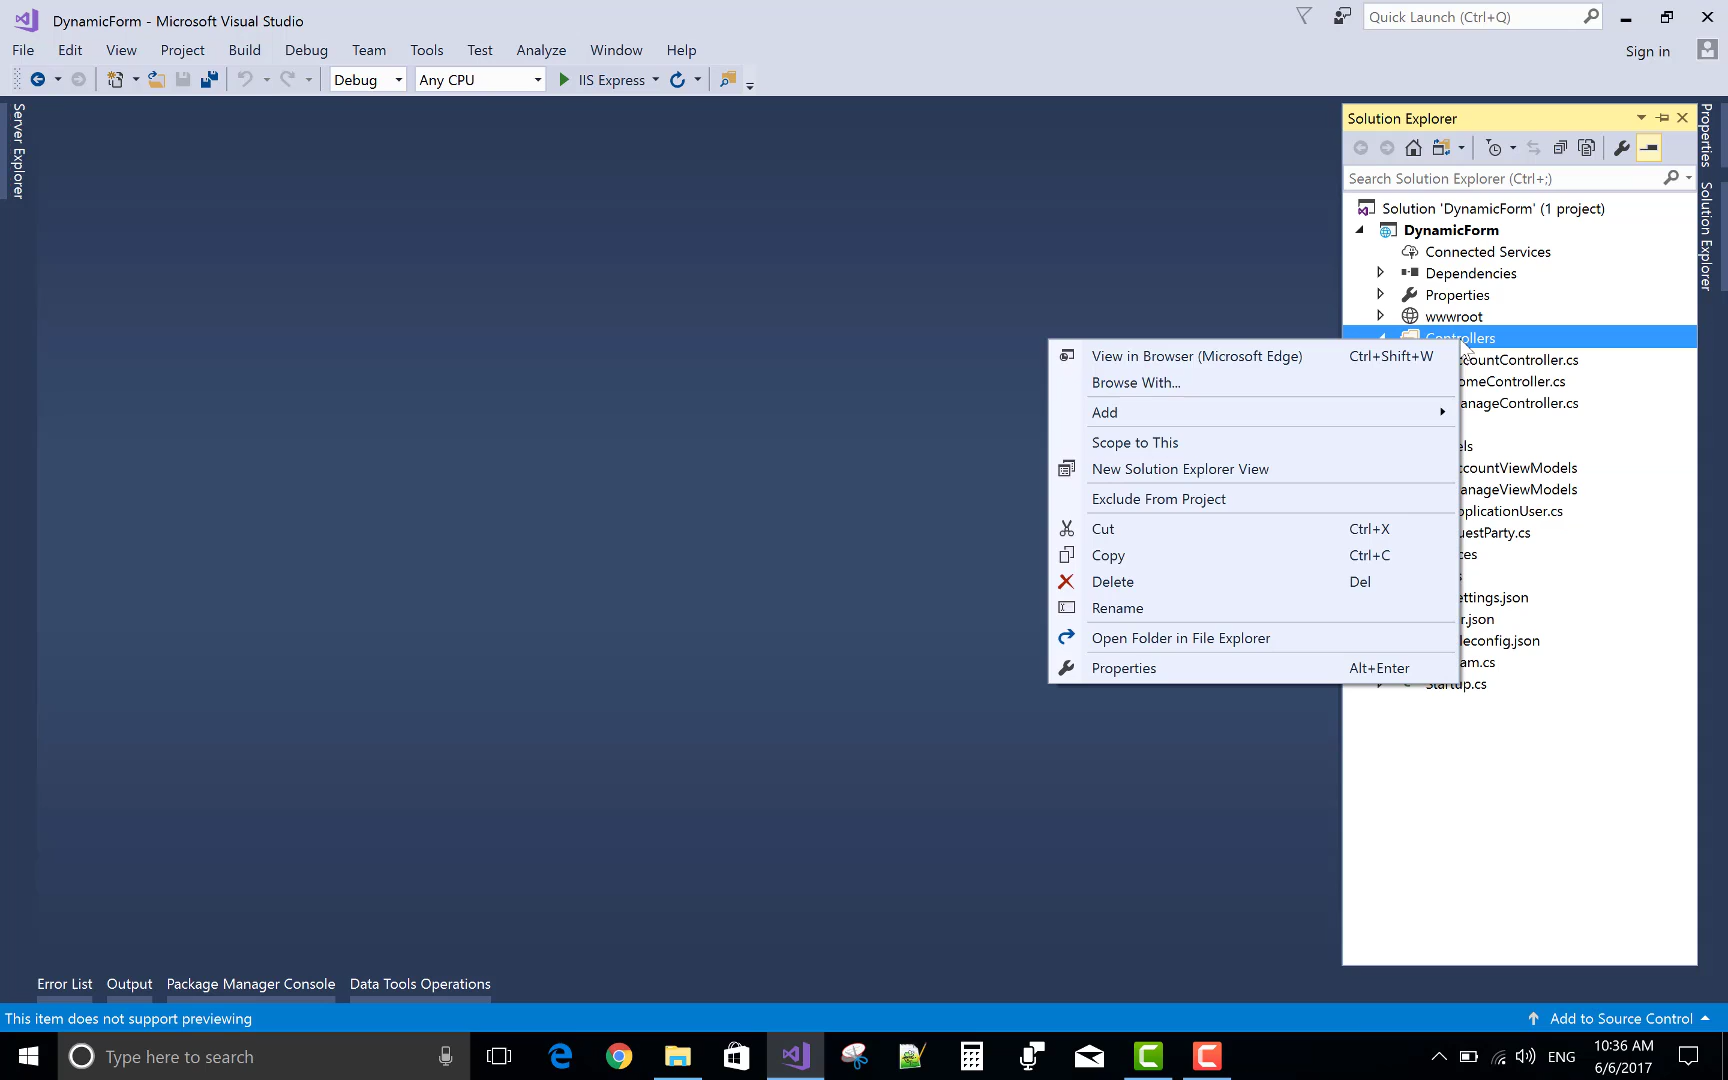 DynamicForm - Microsoft Visual Studio
Quick Launch (Ctrl+Q)
File Edit View Project Build Debug Team Tools Test Analyze Window Help
Sign in
Debug Any CPU IIS Express
Server Explorer
Solution Explorer
Properties
Solution Explorer
Search Solution Explorer (Ctrl+;)
Solution 'DynamicForm' (1 project)
DynamicForm
Connected Services
Dependencies
Properties
wwwroot
Controllers
countController.cs
omeController.cs
anageController.cs
els
countViewModels
anageViewModels
pplicationUser.cs
uestParty.cs
ces
s
ettings.json
r.json
leconfig.json
am.cs
Startup.cs
View in Browser (Microsoft Edge) Ctrl+Shift+W
Browse With...
Add
Scope to This
New Solution Explorer View
Exclude From Project
Cut Ctrl+X
Copy Ctrl+C
Delete Del
Rename
Open Folder in File Explorer
Properties Alt+Enter
Error List Output Package Manager Console Data Tools Operations
This item does not support previewing
Add to Source Control
Type here to search
ENG
10:36 AM
6/6/2017